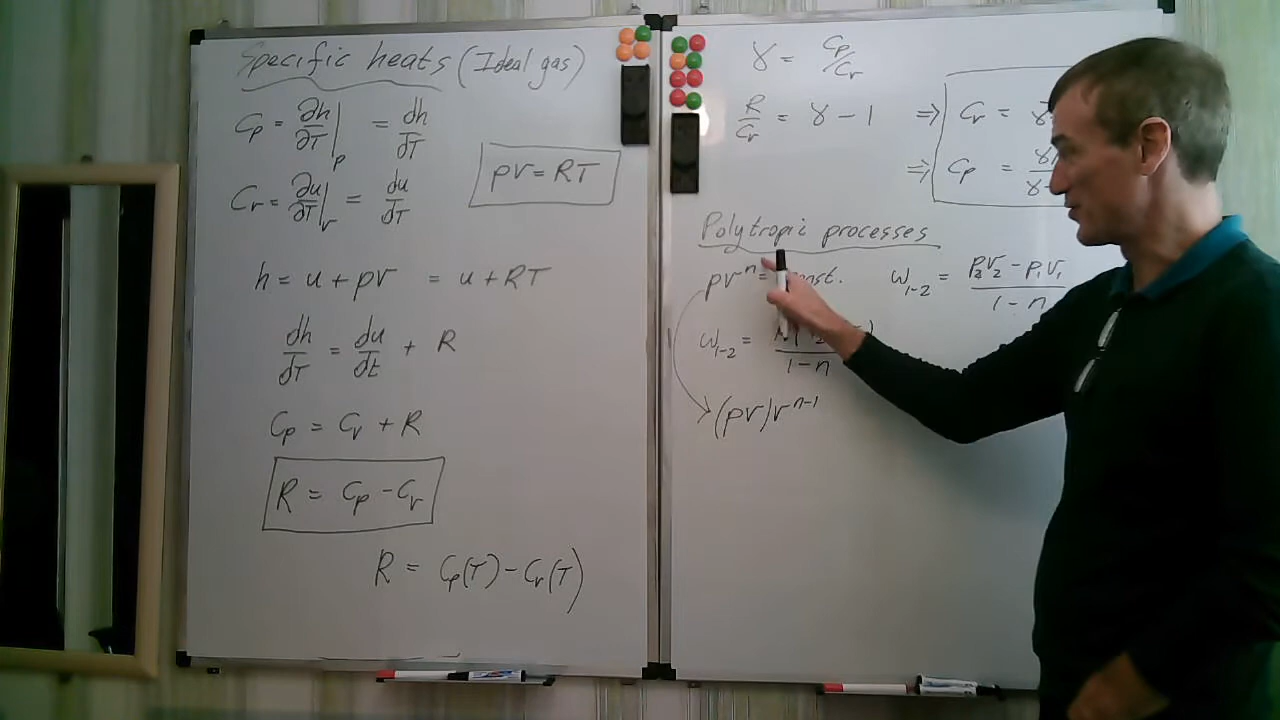 Specific heats (Ideal gas)
Cp = ∂h/∂T|p = dh/dT
Cv = ∂u/∂T|v = du/dT
pv = RT
h = u + pv = u + RT
dh/dT = du/dt + R
Cp = Cv + R
R = Cp - Cv
R = Cp(T) - Cv(T)
γ = Cp/Cv
R/Cv = γ - 1 ⇒ Cv =
⇒ Cp =
Polytropic processes
pvⁿ = const. w1-2 = (p2v2 - p1v1)/(1-n)
w1-2 = /(1-n)
(pv)vⁿ⁻¹